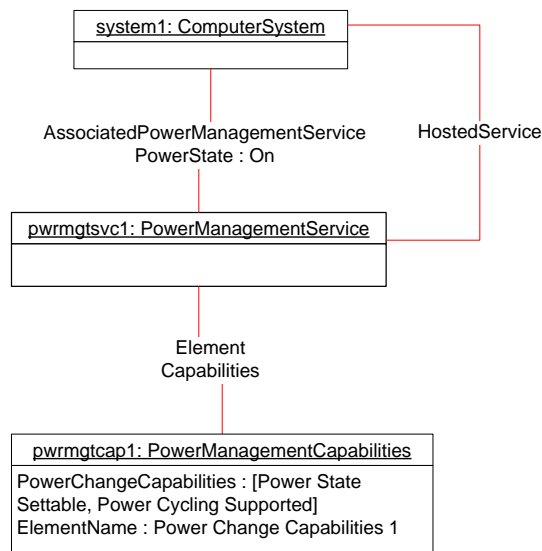 system1: ComputerSystem
AssociatedPowerManagementService
PowerState : On
HostedService
pwrmgtsvc1: PowerManagementService
Element
Capabilities
pwrmgtcap1: PowerManagementCapabilities
PowerChangeCapabilities : [Power State
Settable, Power Cycling Supported]
ElementName : Power Change Capabilities 1